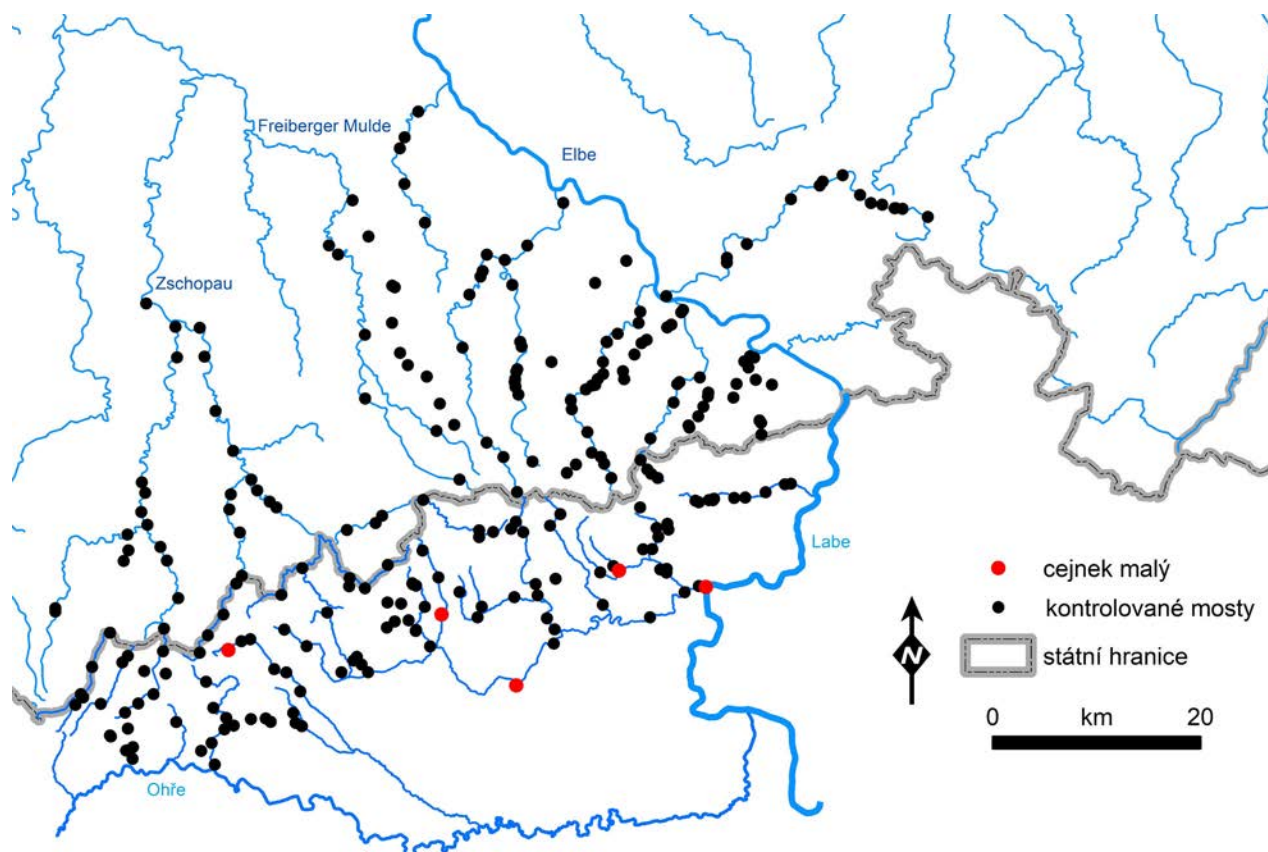 Freiberger Mulde
Elbe
Zschopau
Labe
Ohře
cejnek malý
kontrolované mosty
státní hranice
N
0 km 20